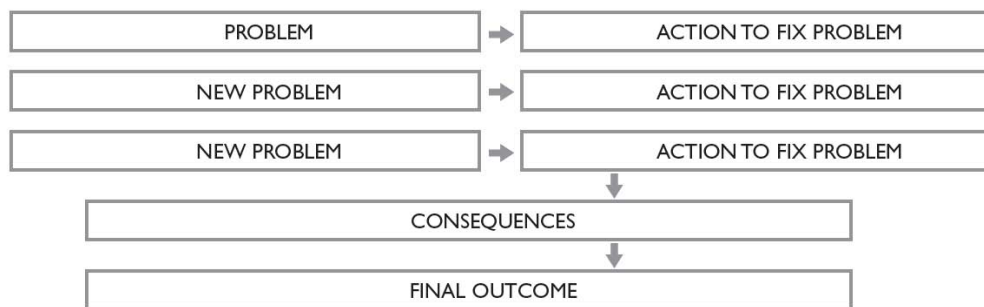 PROBLEM
ACTION TO FIX PROBLEM
NEW PROBLEM
ACTION TO FIX PROBLEM
NEW PROBLEM
ACTION TO FIX PROBLEM
CONSEQUENCES
FINAL OUTCOME